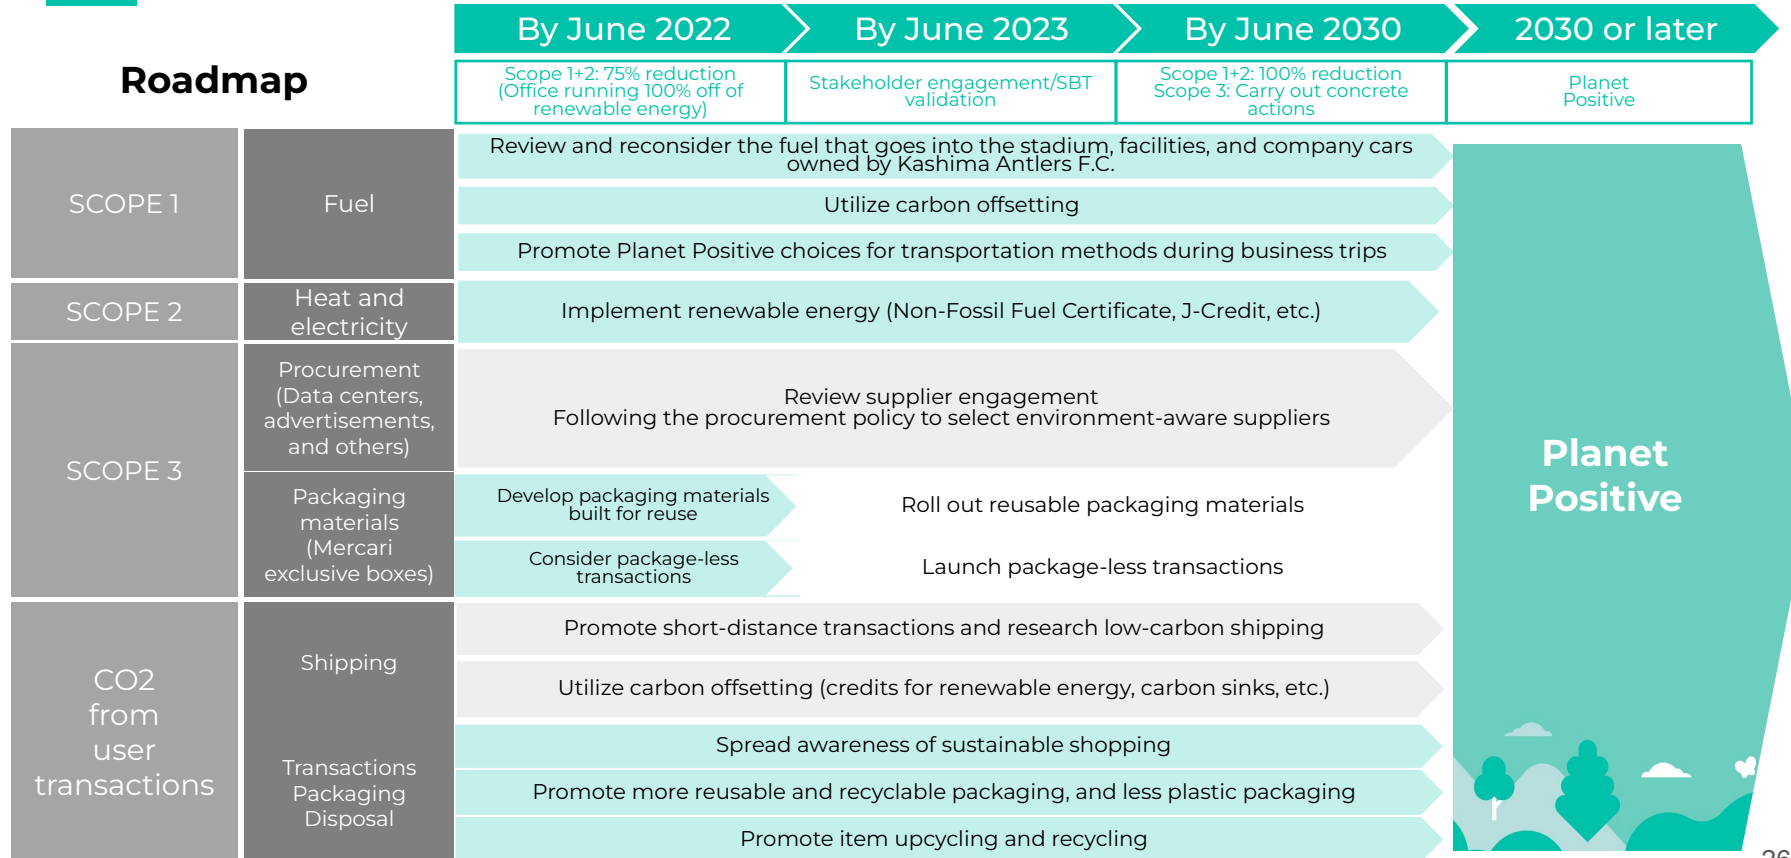 Roadmap
By June 2022
By June 2023
By June 2030
2030 or later
Scope 1+2: 75% reduction
(Office running 100% off of
renewable energy)
Stakeholder engagement/SBT
validation
Scope 1+2: 100% reduction
Scope 3: Carry out concrete
actions
Planet
Positive
SCOPE 1
Fuel
Review and reconsider the fuel that goes into the stadium, facilities, and company cars
owned by Kashima Antlers F.C.
Utilize carbon offsetting
Promote Planet Positive choices for transportation methods during business trips
SCOPE 2
Heat and
electricity
Implement renewable energy (Non-Fossil Fuel Certificate, J-Credit, etc.)
SCOPE 3
Procurement
(Data centers,
advertisements,
and others)
Review supplier engagement
Following the procurement policy to select environment-aware suppliers
Packaging
materials
(Mercari
exclusive boxes)
Develop packaging materials
built for reuse
Roll out reusable packaging materials
Consider package-less
transactions
Launch package-less transactions
CO2
from
user
transactions
Shipping
Promote short-distance transactions and research low-carbon shipping
Utilize carbon offsetting (credits for renewable energy, carbon sinks, etc.)
Transactions
Packaging
Disposal
Spread awareness of sustainable shopping
Promote more reusable and recyclable packaging, and less plastic packaging
Promote item upcycling and recycling
Planet
Positive